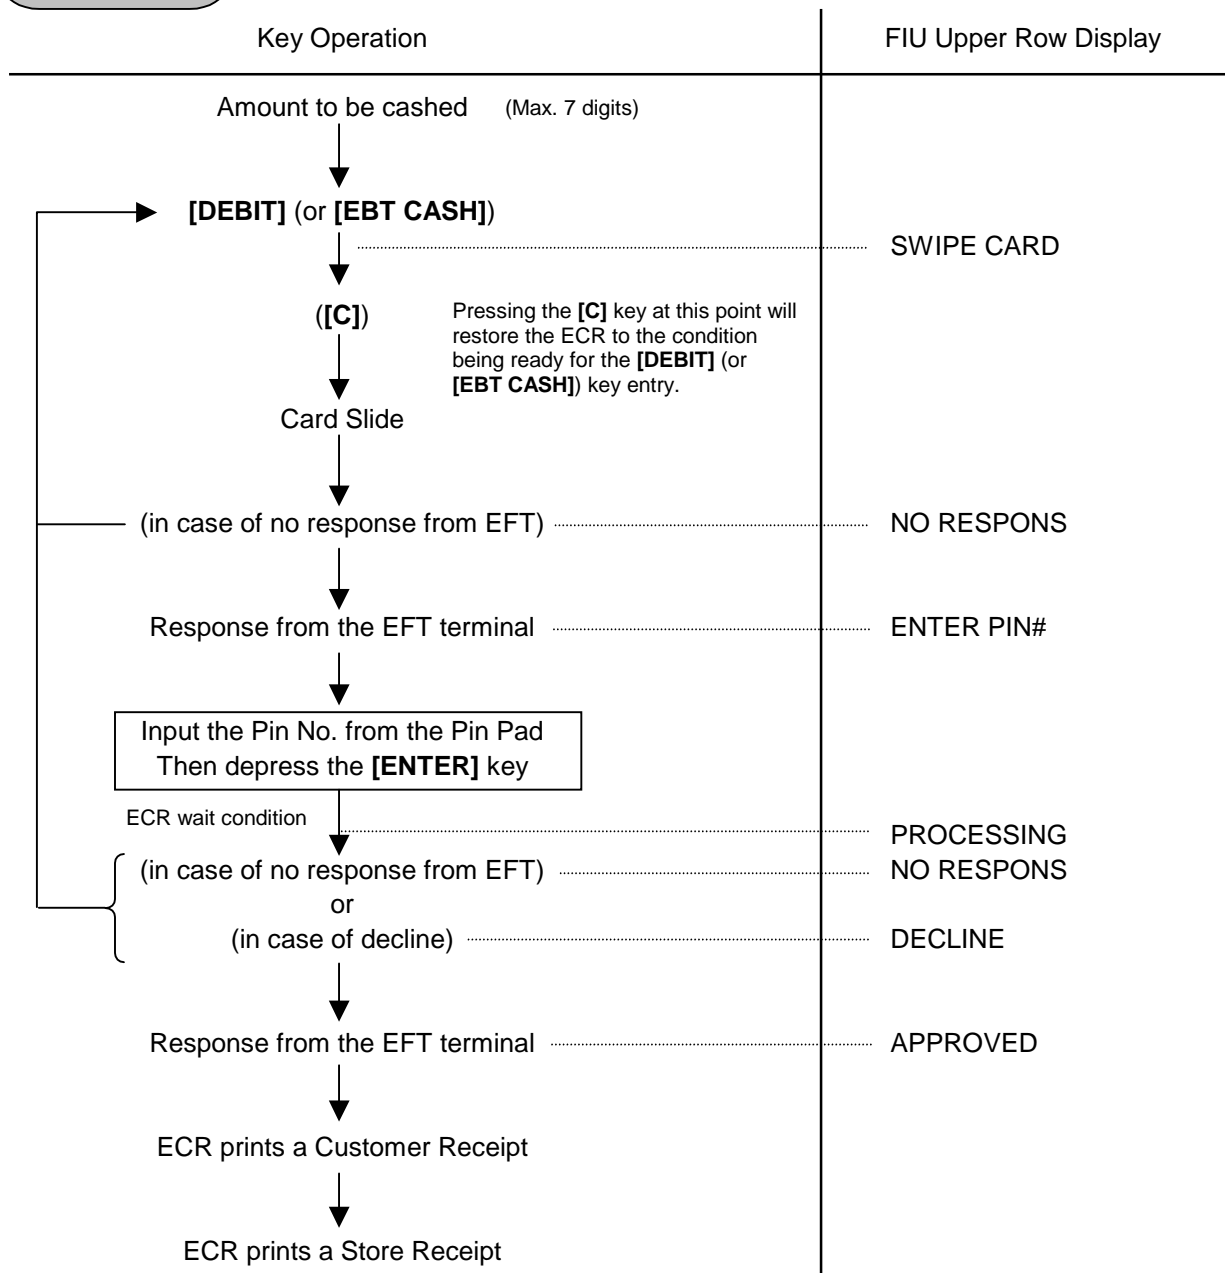 Key Operation FIU Upper Row Display
Amount to be cashed (Max. 7 digits)
[DEBIT] (or [EBT CASH])
SWIPE CARD
([C])
Pressing the [C] key at this point will
restore the ECR to the condition
being ready for the [DEBIT] (or
[EBT CASH]) key entry.
Card Slide
(in case of no response from EFT) NO RESPONS
Response from the EFT terminal ENTER PIN#
Input the Pin No. from the Pin Pad
Then depress the [ENTER] key
ECR wait condition
PROCESSING
(in case of no response from EFT) NO RESPONS
or
(in case of decline) DECLINE
Response from the EFT terminal APPROVED
ECR prints a Customer Receipt
ECR prints a Store Receipt